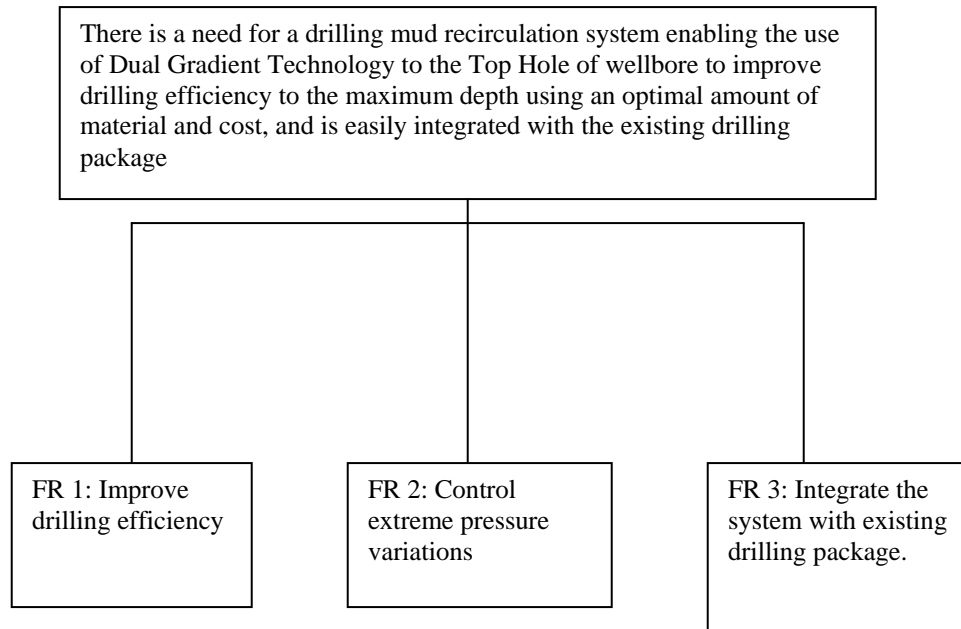 There is a need for a drilling mud recirculation system enabling the use
of Dual Gradient Technology to the Top Hole of wellbore to improve
drilling efficiency to the maximum depth using an optimal amount of
material and cost, and is easily integrated with the existing drilling
package
FR 1: Improve
drilling efficiency
FR 2: Control
extreme pressure
variations
FR 3: Integrate the
system with existing
drilling package.